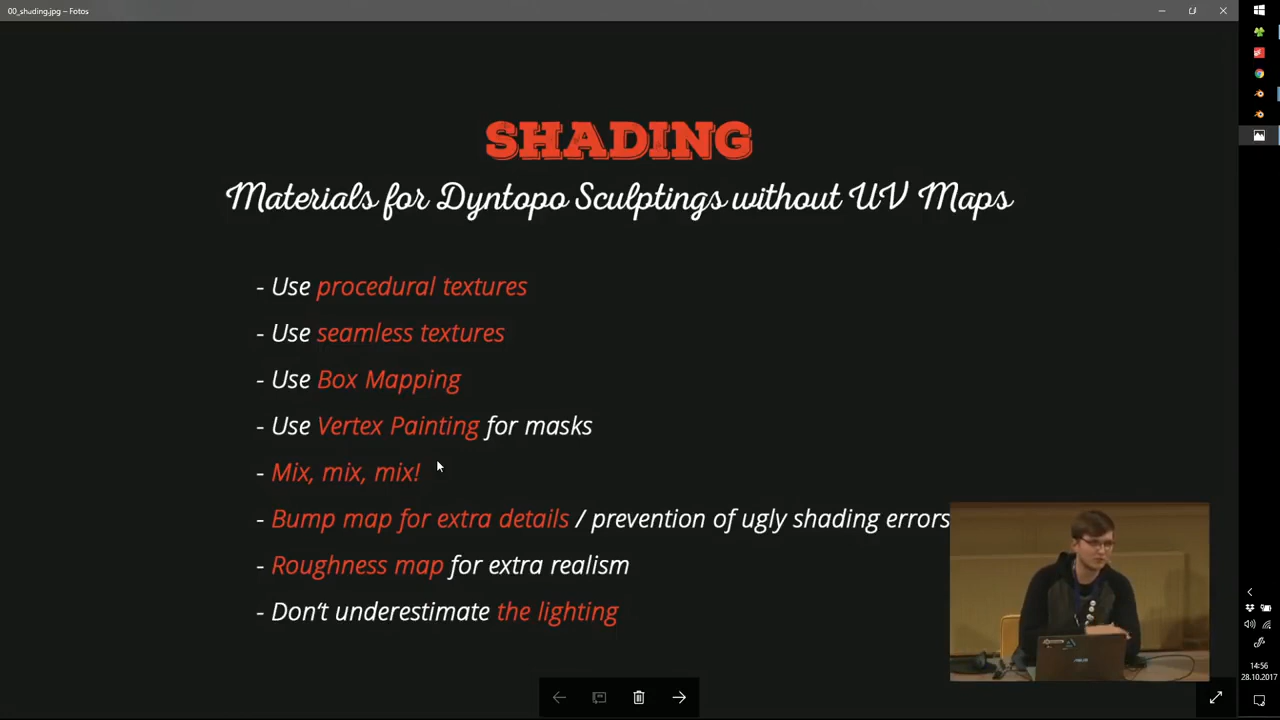 00_shading.jpg – Fotos
SHADING
Materials for Dyntopo Sculptings without UV Maps
- Use procedural textures
- Use seamless textures
- Use Box Mapping
- Use Vertex Painting for masks
- Mix, mix, mix!
- Bump map for extra details / prevention of ugly shading errors
- Roughness map for extra realism
- Don't underestimate the lighting
ASUS
14:56
28.10.2017